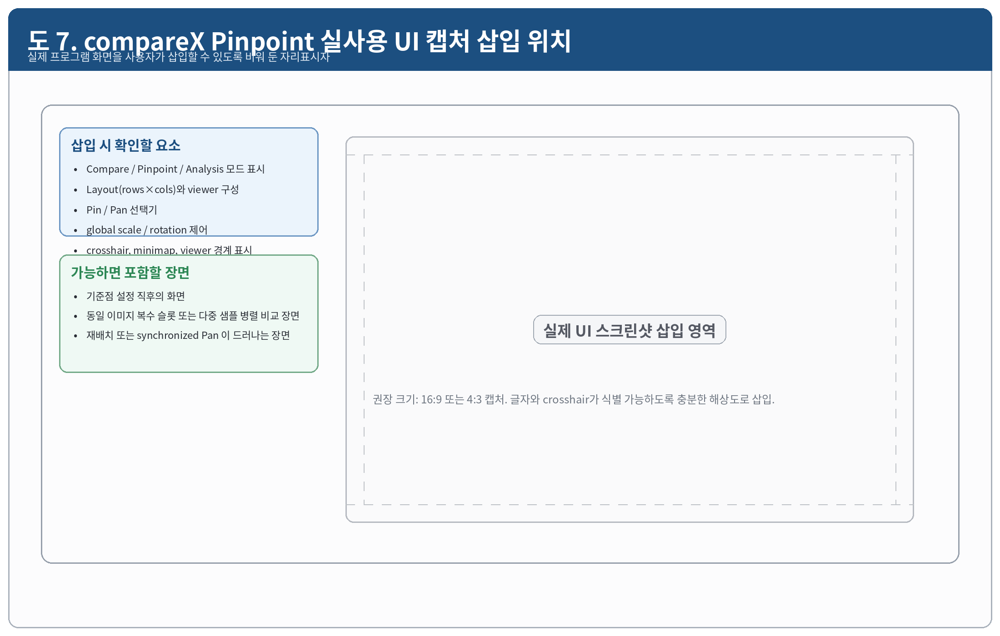 도 7. compareX Pinpoint 실사용 UI 캡처 삽입 위치
실제 프로그램 화면을 사용자가 삽입할 수 있도록 비워 둔 자리표시자
삽입 시 확인할 요소
• Compare / Pinpoint / Analysis 모드 표시
• Layout(rows×cols)와 viewer 구성
• Pin / Pan 선택기
• global scale / rotation 제어
• crosshair, minimap, viewer 경계 표시
가능하면 포함할 장면
• 기준점 설정 직후의 화면
• 동일 이미지 복수 슬롯 또는 다중 샘플 병렬 비교 장면
• 재배치 또는 synchronized Pan 이 드러나는 장면
실제 UI 스크린샷 삽입 영역
권장 크기: 16:9 또는 4:3 캡처. 글자와 crosshair가 식별 가능하도록 충분한 해상도로 삽입.